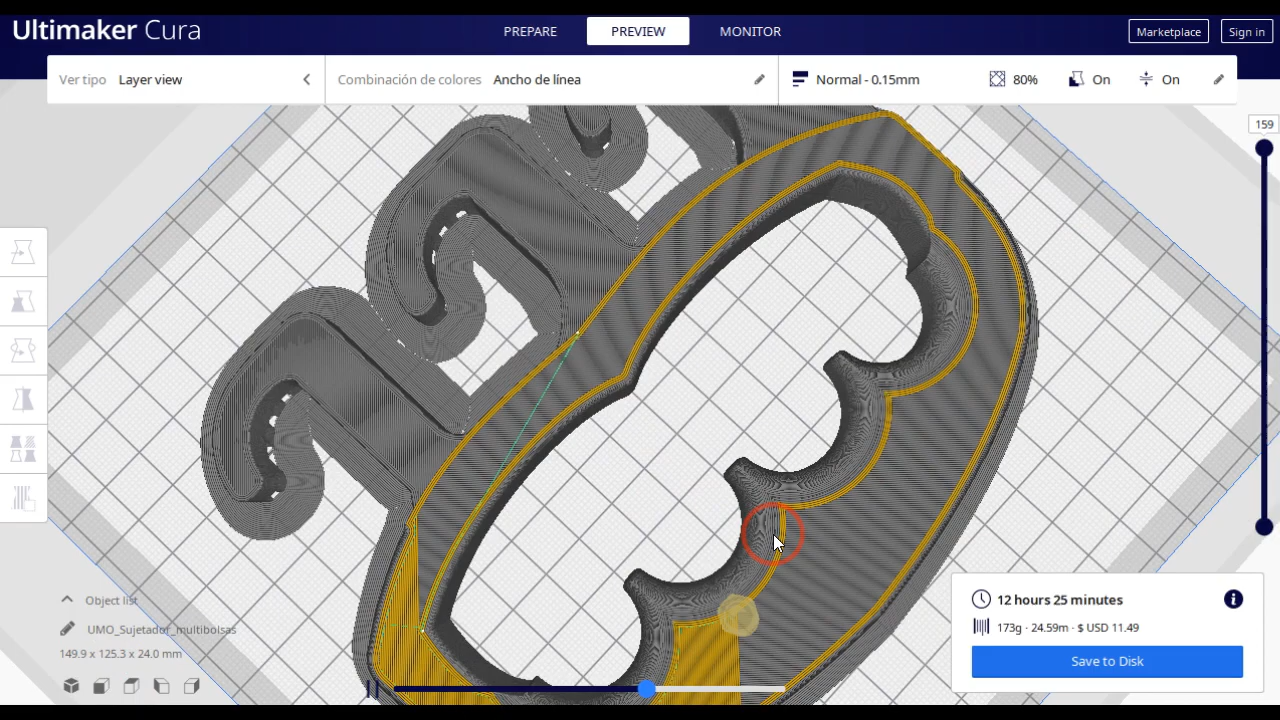 Ultimaker Cura
PREPARE
PREVIEW
MONITOR
Marketplace
Sign in
Ver tipo
Layer view
Combinación de colores
Ancho de línea
Normal - 0.15mm
80%
On
On
159
Object list
UMO_Sujetador_multibolsas
149.9 x 125.3 x 24.0 mm
12 hours 25 minutes
173g · 24.59m · $ USD 11.49
Save to Disk